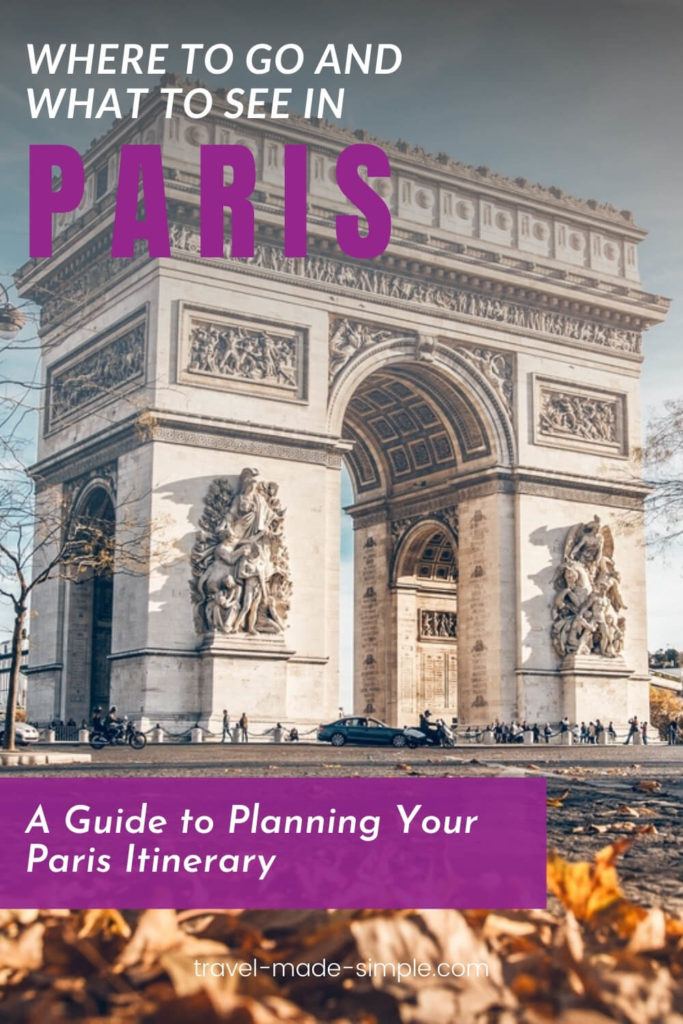 WHERE TO GO AND
WHAT TO SEE IN
PARIS
A Guide to Planning Your
Paris Itinerary
travel-made-simple.com